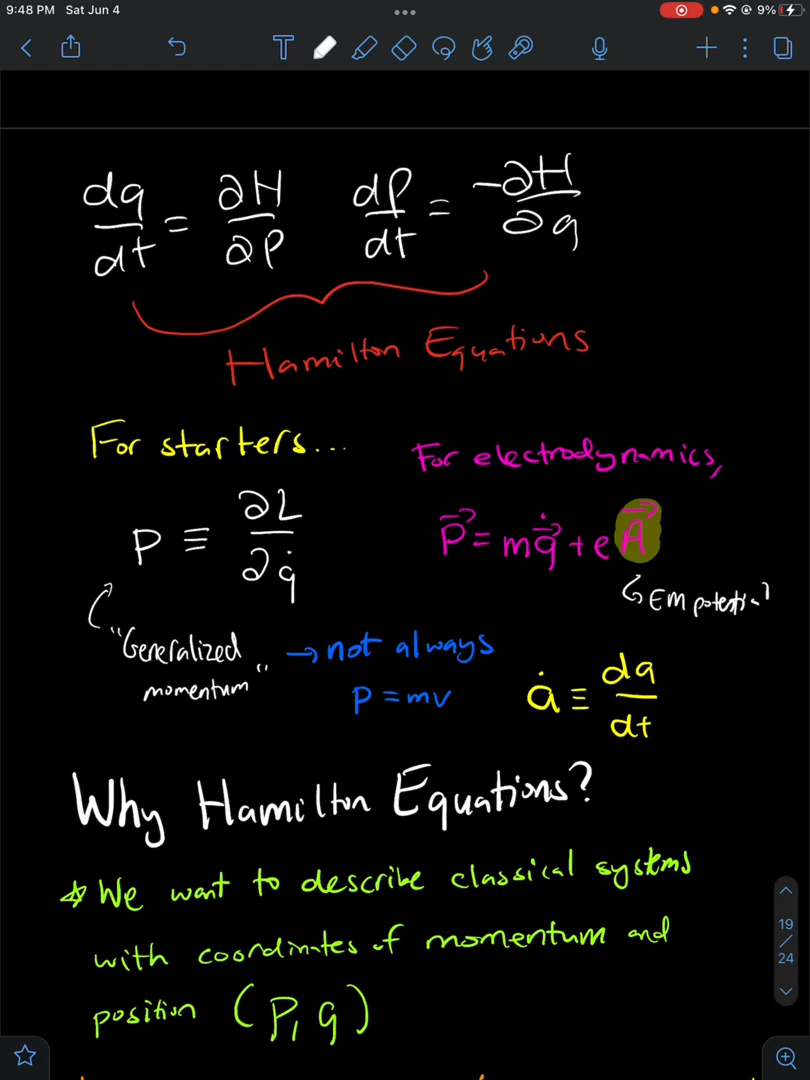 9:48 PM Sat Jun 4
9%
dq/dt = ∂H/∂P dP/dt = -∂H/∂q
Hamilton Equations
For starters...
For electrodynamics,
P ≡ ∂L/∂q̇
P⃗ = mq̇⃗ + eA⃗
EM potential
"Generalized
momentum"
→ not always
P = mv
ȧ ≡ da/dt
Why Hamilton Equations?
☆ We want to describe classical systems
with coordinates of momentum and
position (P, q)
19
/
24